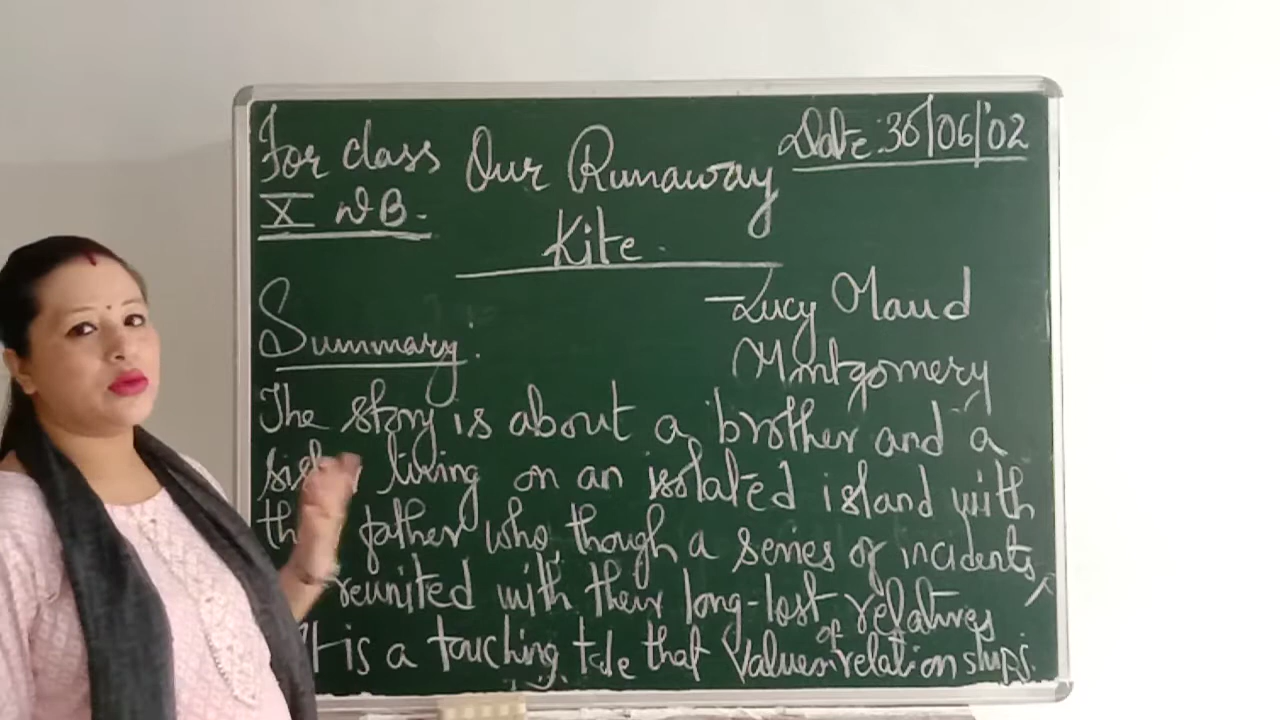 For class
X WB.
Our Runaway
Kite.
Date: 30/06/'02
- Lucy Maud
Montgomery
Summary:
The story is about a brother and a
living on an isolated island with
father who, though a series of incidents,
reunited with their long-lost relatives
It is a touching tale that Values of relationships.